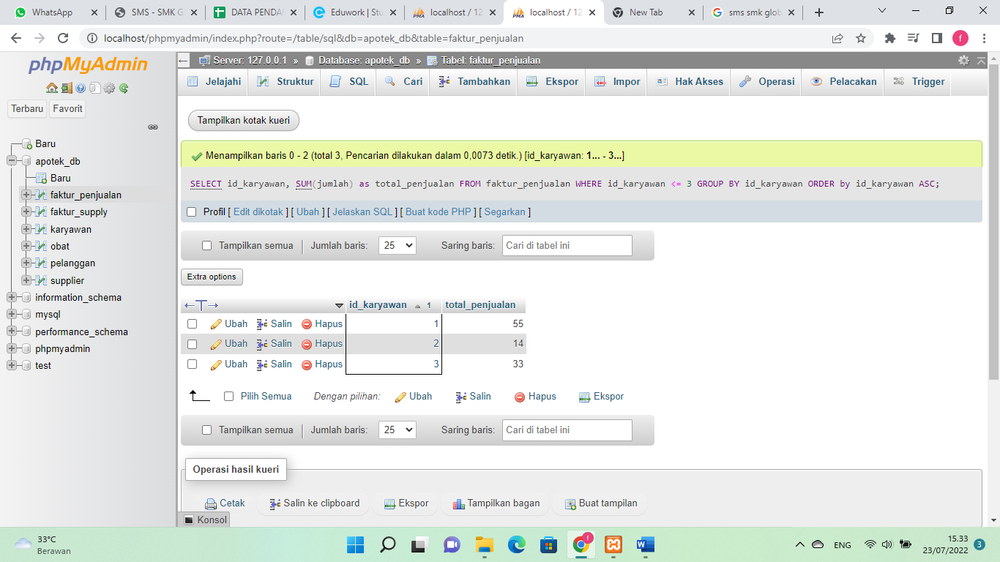 WhatsApp
SMS - SMK G
DATA PENDA
Eduwork | Stu
localhost / 12
localhost / 12
New Tab
sms smk glob
localhost/phpmyadmin/index.php?route=/table/sql&db=apotek_db&table=faktur_penjualan
f
phpMyAdmin
Terbaru Favorit
Baru
apotek_db
Baru
faktur_penjualan
faktur_supply
karyawan
obat
pelanggan
supplier
information_schema
mysql
performance_schema
phpmyadmin
test
Server: 127.0.0.1 » Database: apotek_db » Tabel: faktur_penjualan
Jelajahi Struktur SQL Cari Tambahkan Ekspor Impor Hak Akses Operasi Pelacakan Trigger
Tampilkan kotak kueri
Menampilkan baris 0 - 2 (total 3, Pencarian dilakukan dalam 0,0073 detik.) [id_karyawan: 1... - 3...]
SELECT id_karyawan, SUM(jumlah) as total_penjualan FROM faktur_penjualan WHERE id_karyawan <= 3 GROUP BY id_karyawan ORDER by id_karyawan ASC;
Profil [ Edit dikotak ] [ Ubah ] [ Jelaskan SQL ] [ Buat kode PHP ] [ Segarkan ]
Tampilkan semua | Jumlah baris: 25 Saring baris: Cari di tabel ini
Extra options
←T→ id_karyawan 1 total_penjualan
Ubah Salin Hapus 1 55
Ubah Salin Hapus 2 14
Ubah Salin Hapus 3 33
Pilih Semua Dengan pilihan: Ubah Salin Hapus Ekspor
Tampilkan semua | Jumlah baris: 25 Saring baris: Cari di tabel ini
Operasi hasil kueri
Cetak Salin ke clipboard Ekspor Tampilkan bagan Buat tampilan
Konsol
33°C
Berawan
f
ENG
15.33
23/07/2022
3